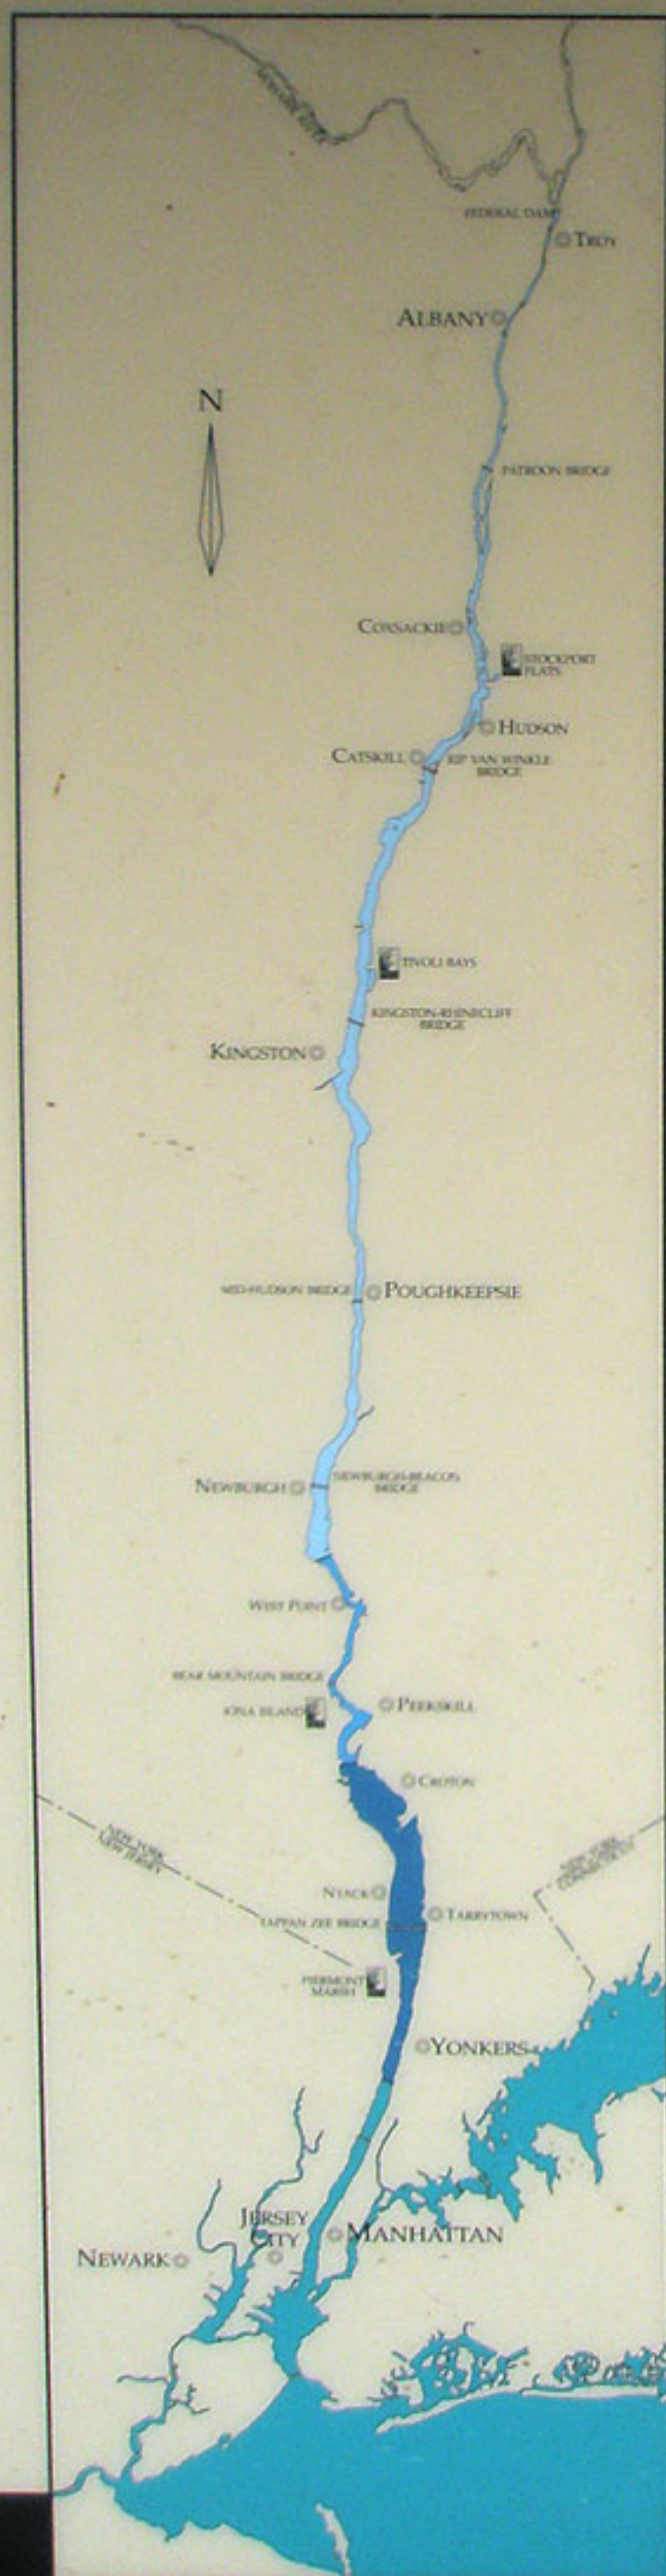 MOHAWK RIVER
FEDERAL DAM
TROY
ALBANY
N
PATROON BRIDGE
COXSACKIE
STOCKPORT
FLATS
HUDSON
CATSKILL
RIP VAN WINKLE
BRIDGE
TIVOLI BAYS
KINGSTON-RHINECLIFF
BRIDGE
KINGSTON
MID-HUDSON BRIDGE
POUGHKEEPSIE
NEWBURGH
NEWBURGH-BEACON
BRIDGE
WEST POINT
BEAR MOUNTAIN BRIDGE
IONA ISLAND
PEEKSKILL
CROTON
NEW YORK
NEW JERSEY
NEW YORK
CONNECTICUT
NYACK
TARRYTOWN
TAPPAN ZEE BRIDGE
PIERMONT
MARSH
YONKERS
JERSEY
CITY
MANHATTAN
NEWARK